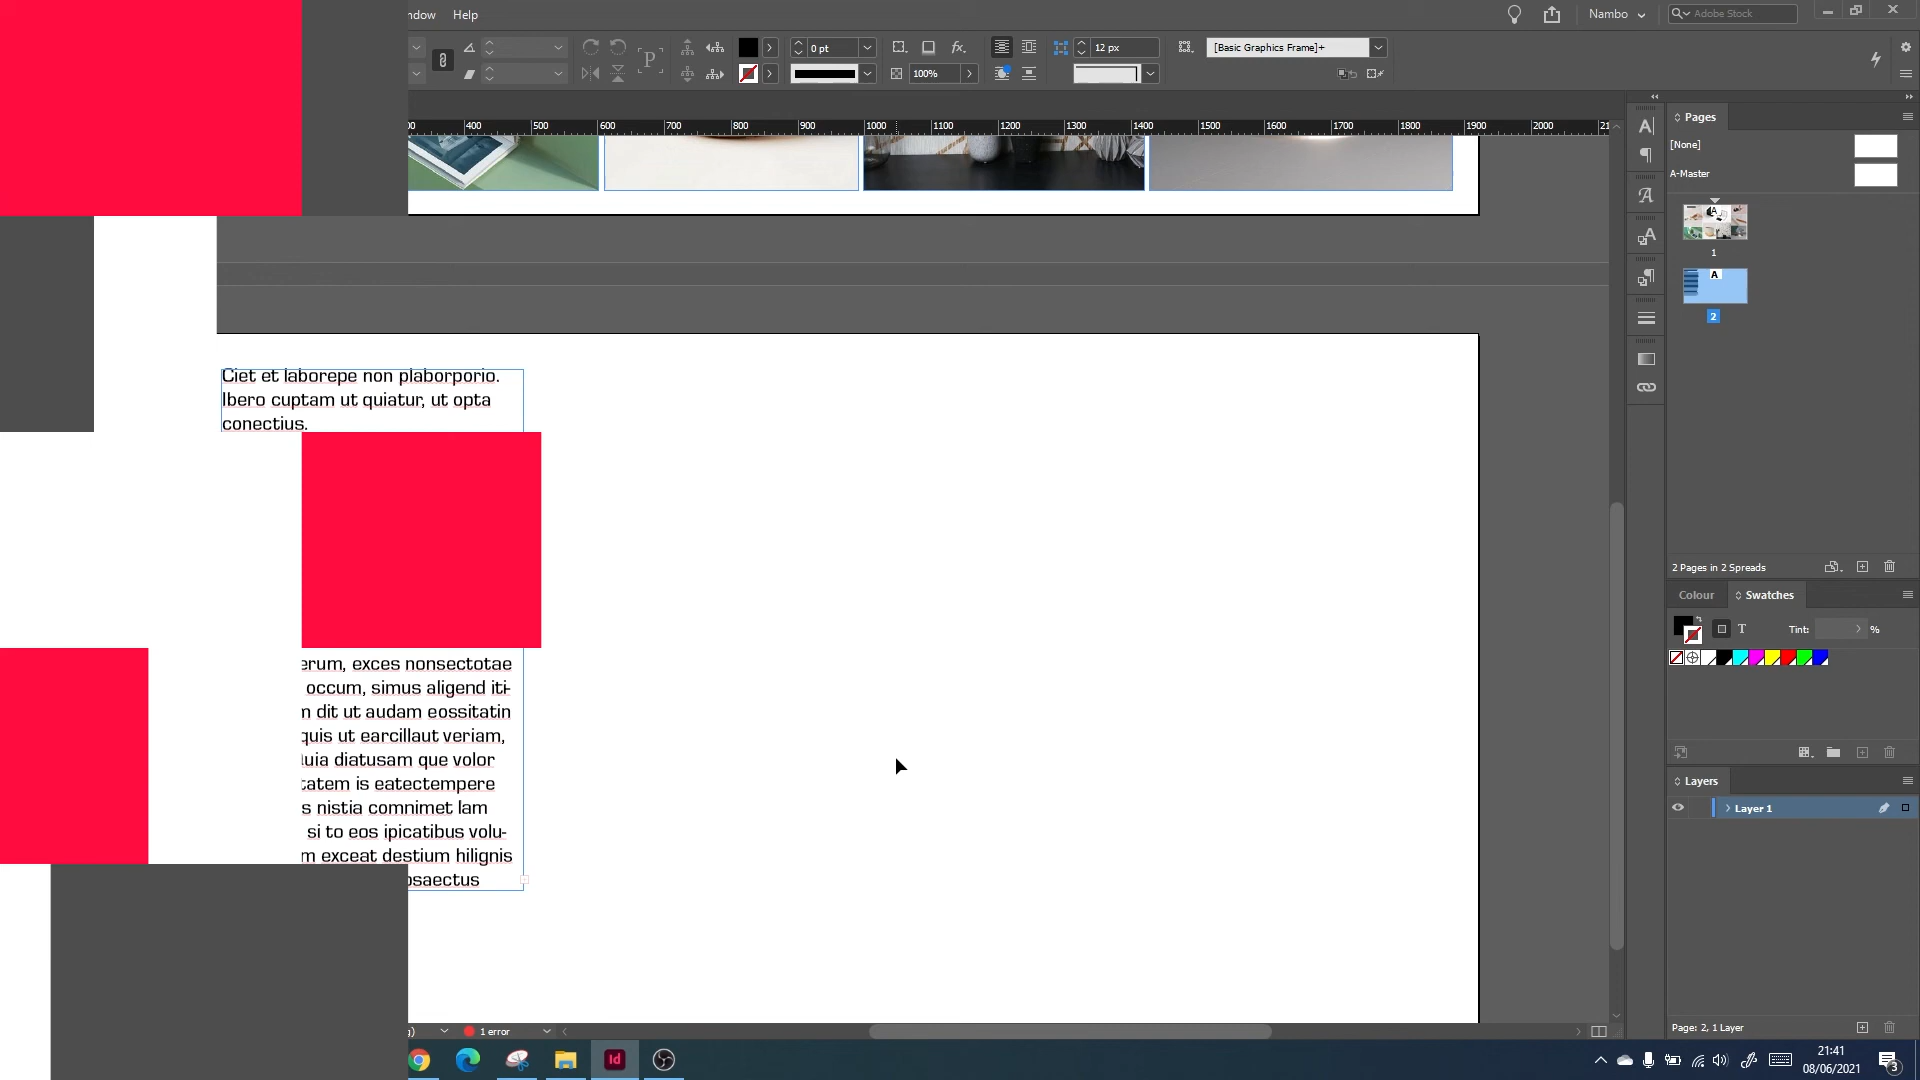 ndow Help
Nambo
Adobe Stock
0 pt
12 px
[Basic Graphics Frame]+
100%
P
fx.
400 500 600 700 800 900 1000 1100 1200 1300 1400 1500 1600 1700 1800 1900 2000
Pages
[None]
A-Master
A
1
A
2
Ciet et laborepe non plaborporio.
Ibero cuptam ut quiatur, ut opta
conectius.
erum, exces nonsectotae
occum, simus aligend iti-
dit ut audam eossitatin
quis ut earcillaut veriam,
diatusam que volor
tatem is eatectempere
s nistia comnimet lam
si to eos ipicatibus volu-
m exceat destium hilignis
osaectus
2 Pages in 2 Spreads
Colour Swatches
T Tint: %
Layers
Layer 1
Page: 2, 1 Layer
1 error
Id
21:41
08/06/2021
3